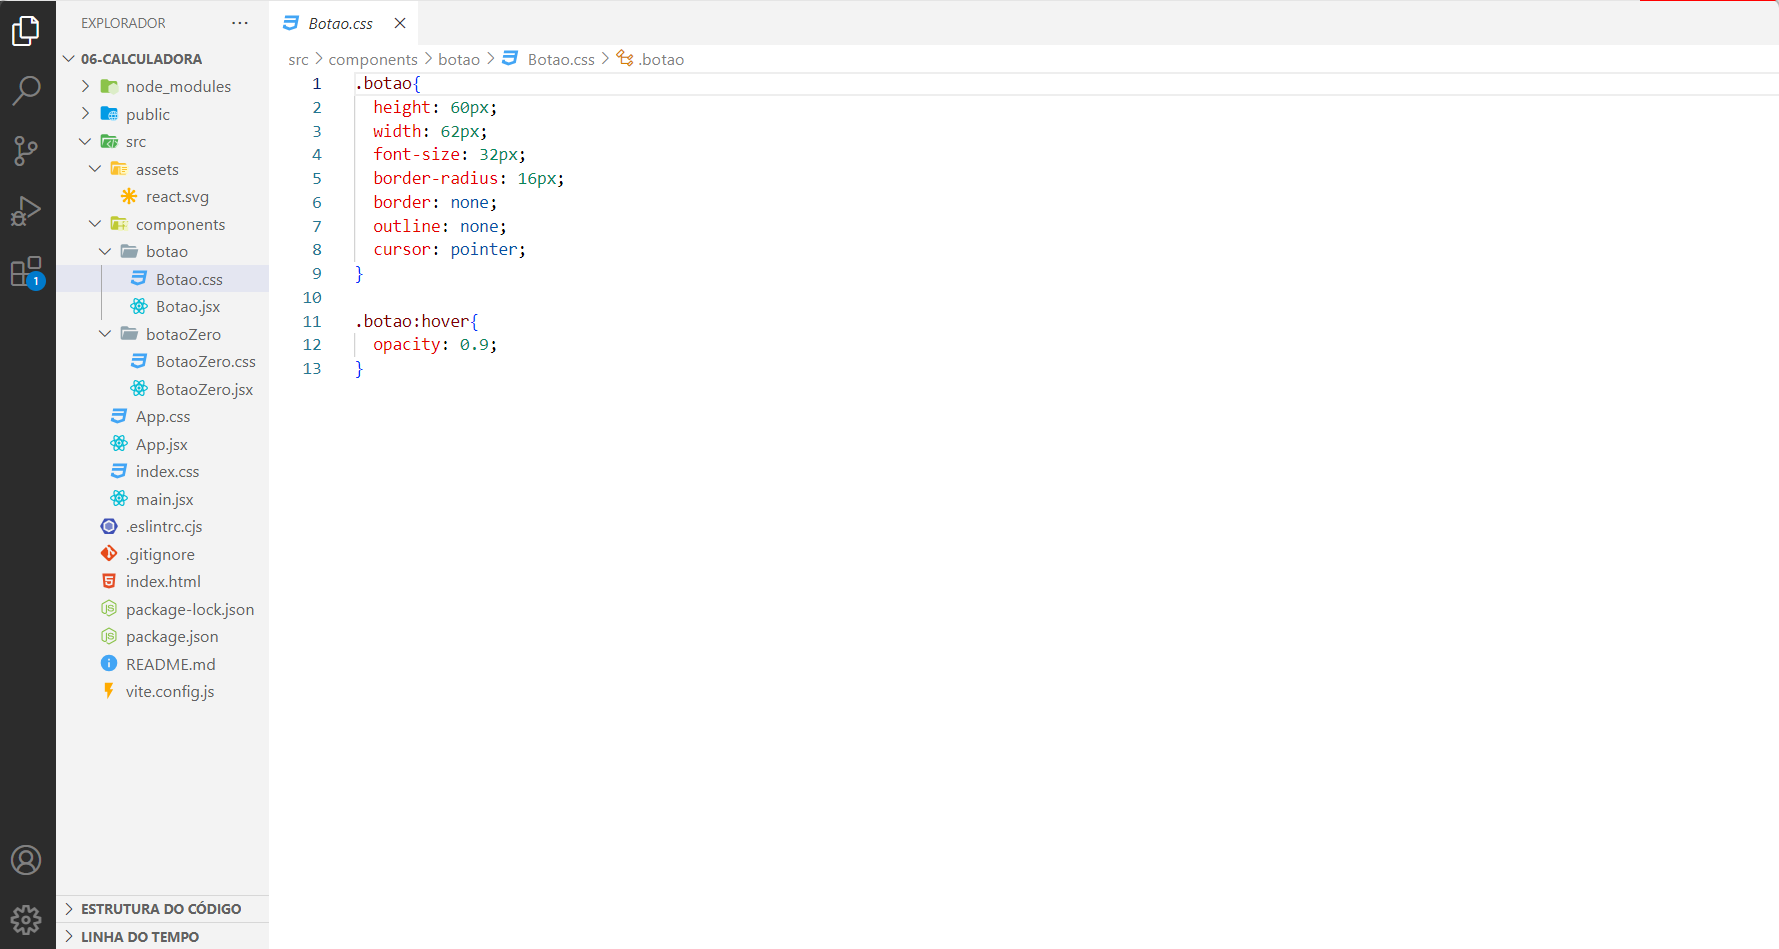 EXPLORADOR
06-CALCULADORA
node_modules
public
src
assets
react.svg
components
botao
Botao.css
Botao.jsx
botaoZero
BotaoZero.css
BotaoZero.jsx
App.css
App.jsx
index.css
main.jsx
.eslintrc.cjs
.gitignore
index.html
package-lock.json
package.json
README.md
vite.config.js
ESTRUTURA DO CÓDIGO
LINHA DO TEMPO
1
Botao.css
src > components > botao > Botao.css > .botao
1 .botao{
2 height: 60px;
3 width: 62px;
4 font-size: 32px;
5 border-radius: 16px;
6 border: none;
7 outline: none;
8 cursor: pointer;
9 }
10
11 .botao:hover{
12 opacity: 0.9;
13 }